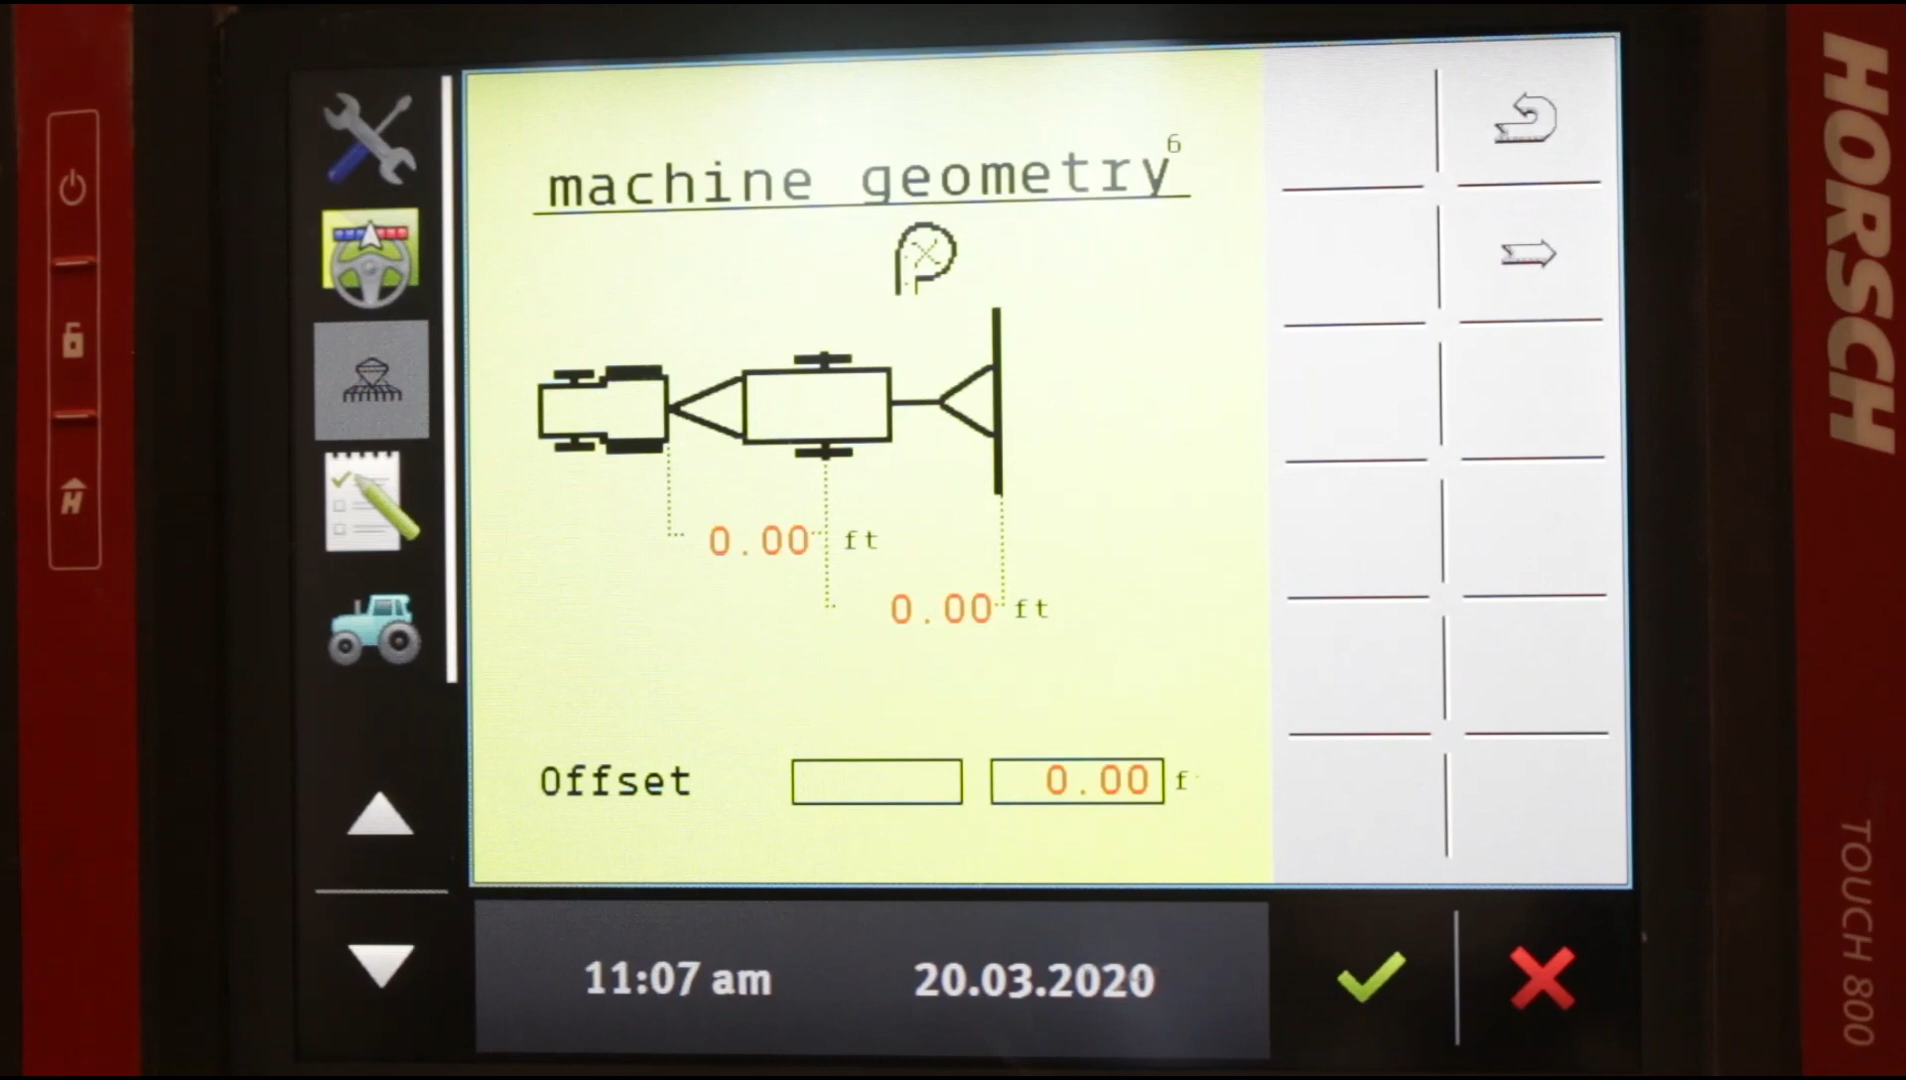 machine geometry 6
0.00 ft
0.00 ft
Offset 0.00 f
11:07 am 20.03.2020
HORSCH
TOUCH 800
H